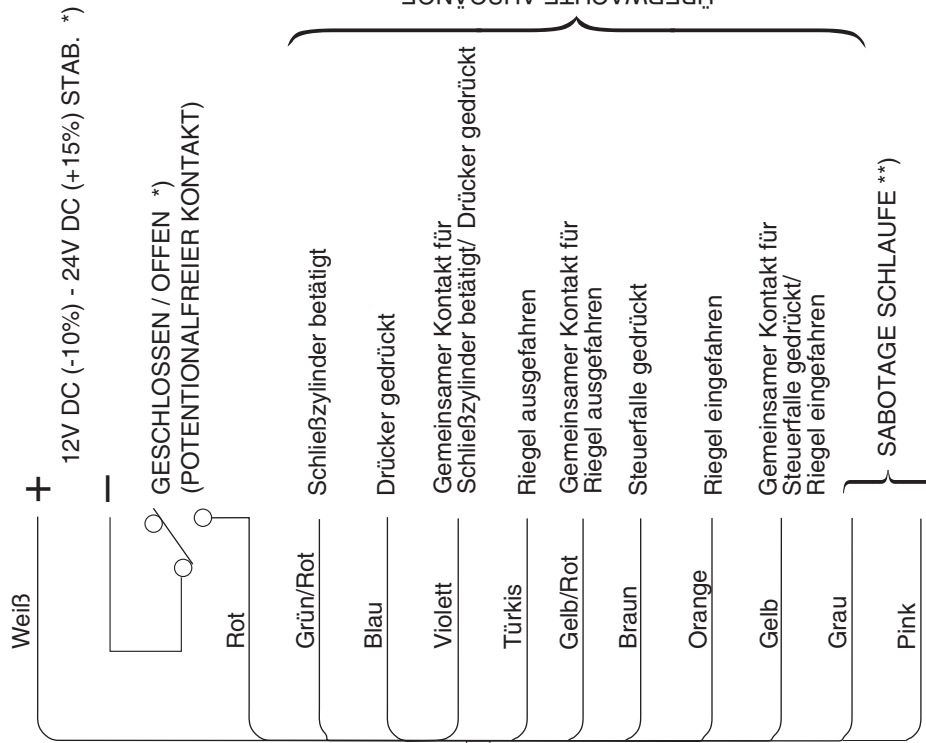 Weiß
+
12V DC (-10%) - 24V DC (+15%) STAB. *)
–
GESCHLOSSEN / OFFEN *)
(POTENTIONALFREIER KONTAKT)
Rot
Grün/Rot
Schließzylinder betätigt
Blau
Drücker gedrückt
Violett
Gemeinsamer Kontakt für
Schließzylinder betätigt/ Drücker gedrückt
Türkis
Riegel ausgefahren
Gelb/Rot
Gemeinsamer Kontakt für
Riegel ausgefahren
Braun
Steuerfalle gedrückt
Orange
Riegel eingefahren
Gelb
Gemeinsamer Kontakt für
Steuerfalle gedrückt/
Riegel eingefahren
Grau
Pink
SABOTAGE SCHLAUFE **)
ÜBERWACHTE AUSGÄNGE